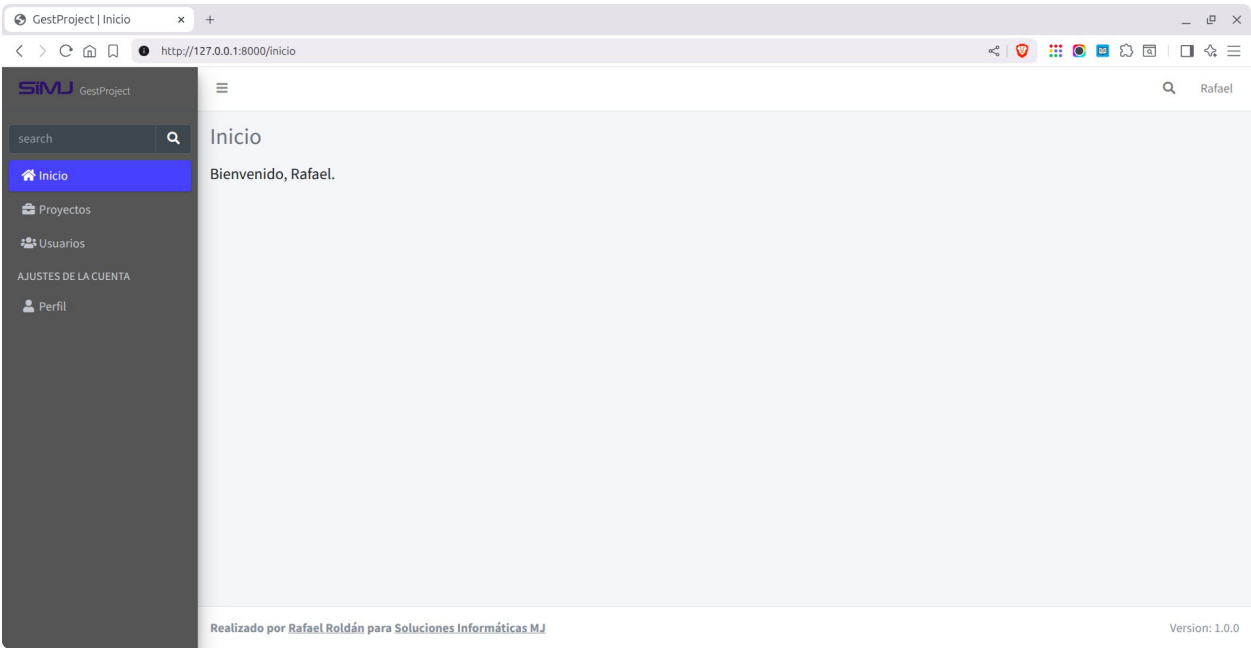 GestProject | Inicio
http://127.0.0.1:8000/inicio
SiMJ GestProject
Rafael
search
Inicio
Proyectos
Usuarios
AJUSTES DE LA CUENTA
Perfil
Inicio
Bienvenido, Rafael.
Realizado por Rafael Roldán para Soluciones Informáticas MJ
Version: 1.0.0